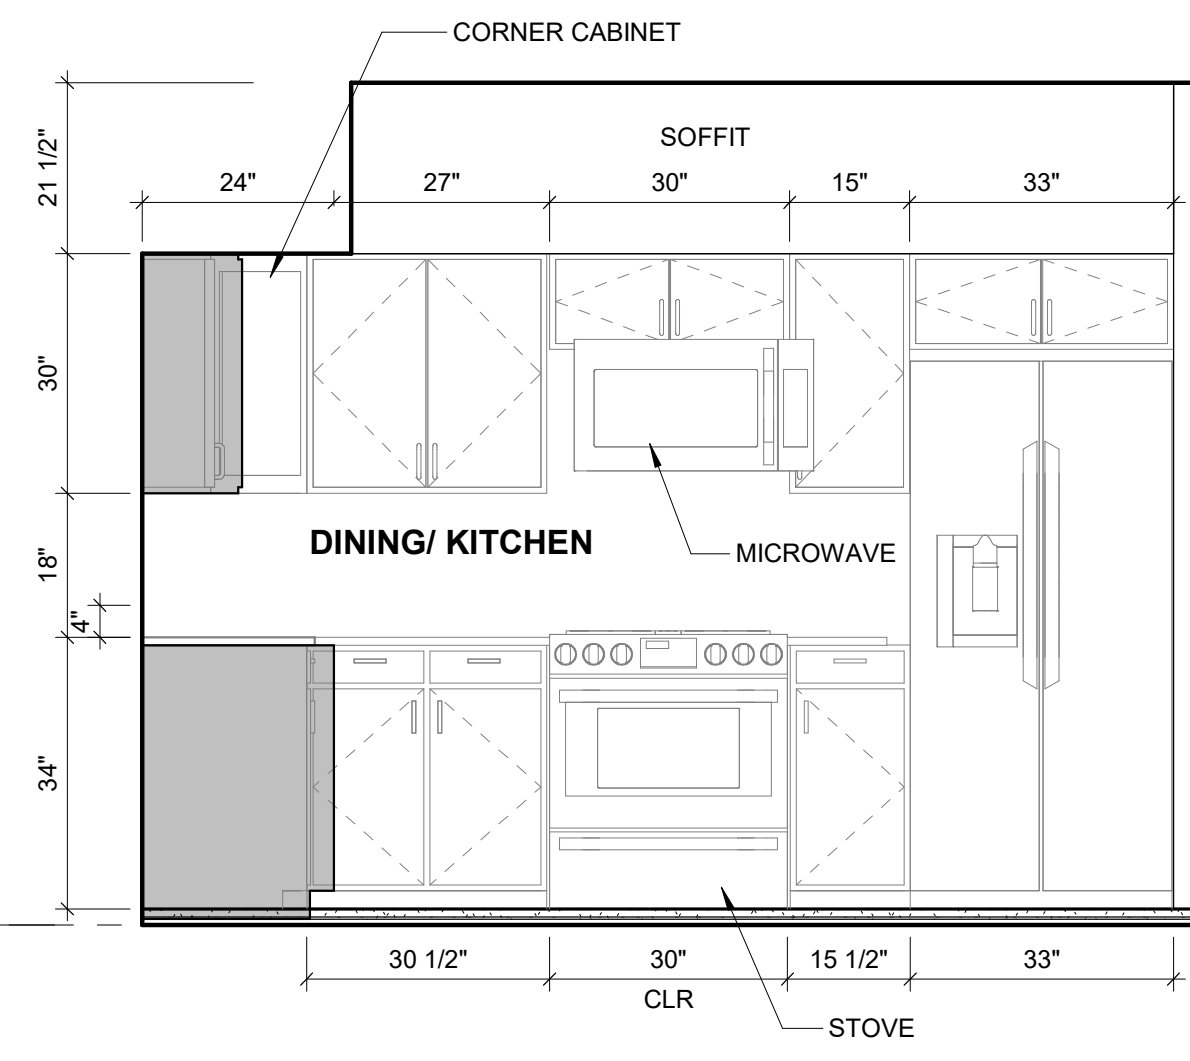 CORNER CABINET
SOFFIT
21 1/2"
24"
27"
30"
15"
33"
30"
DINING/ KITCHEN
MICROWAVE
18"
4"
34"
30 1/2"
30"
15 1/2"
33"
CLR
STOVE